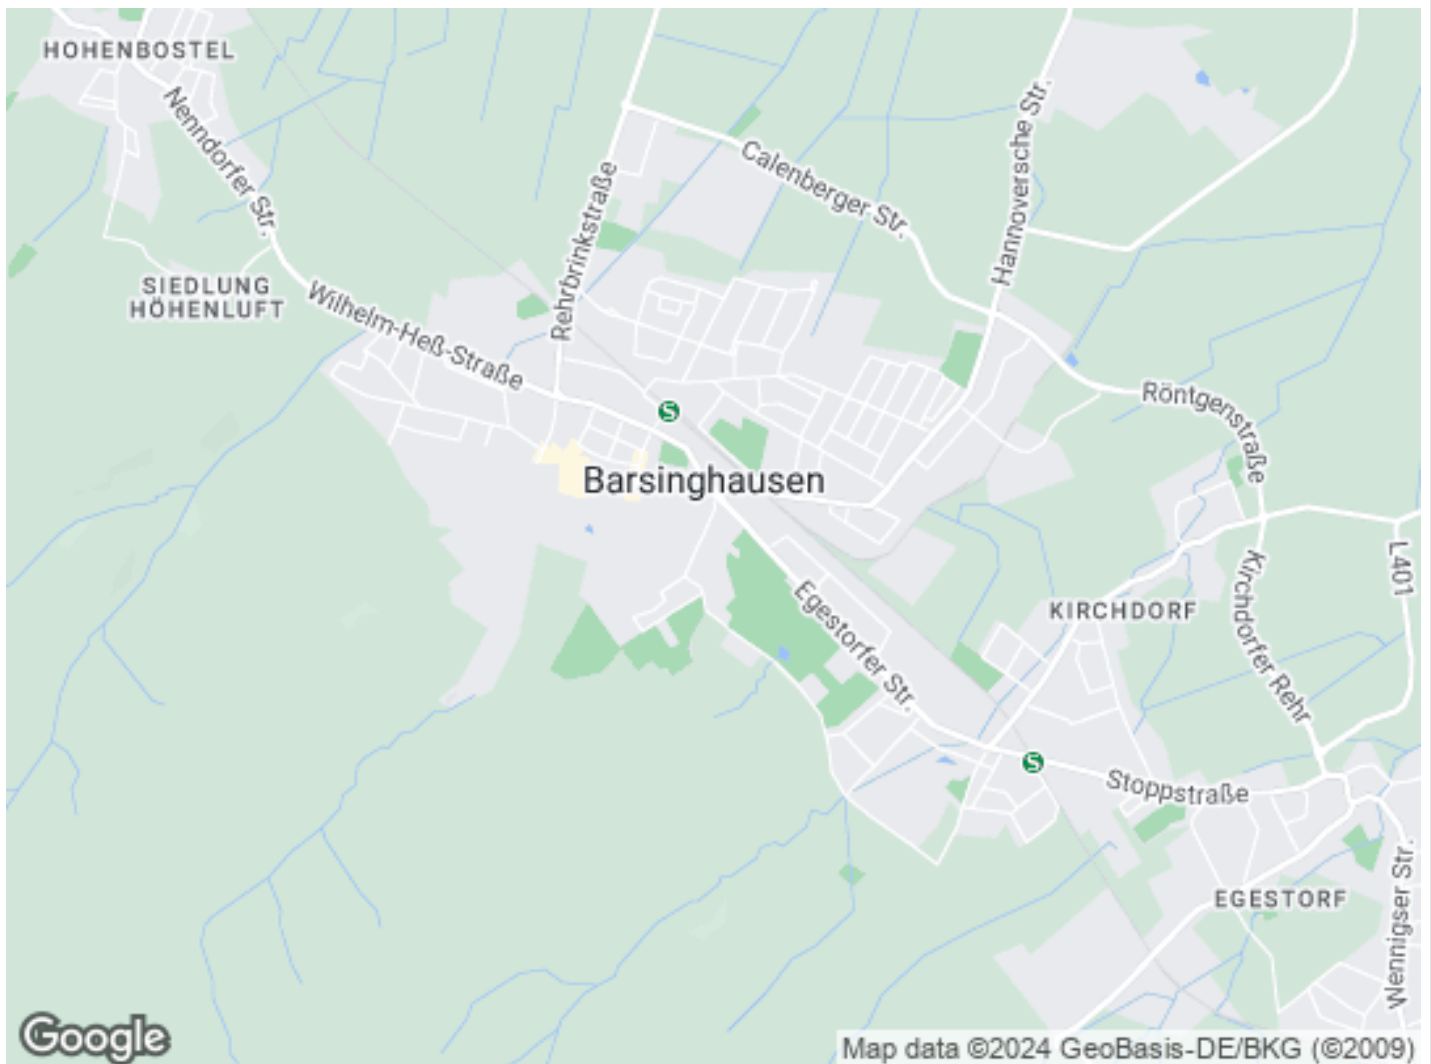 HOHENBOSTEL
Nenndorfer Str.
Hannoversche Str.
Calenberger Str.
Rehrbrinkstraße
SIEDLUNG
HÖHENLUFT
Wilhelm-Heß-Straße
Röntgenstraße
S
Barsinghausen
L401
Kirchdorfer Rehr
KIRCHDORF
Egestorfer Str.
S
Stoppstraße
Wennigser Str.
EGESTORF
Google
Map data ©2024 GeoBasis-DE/BKG (©2009)